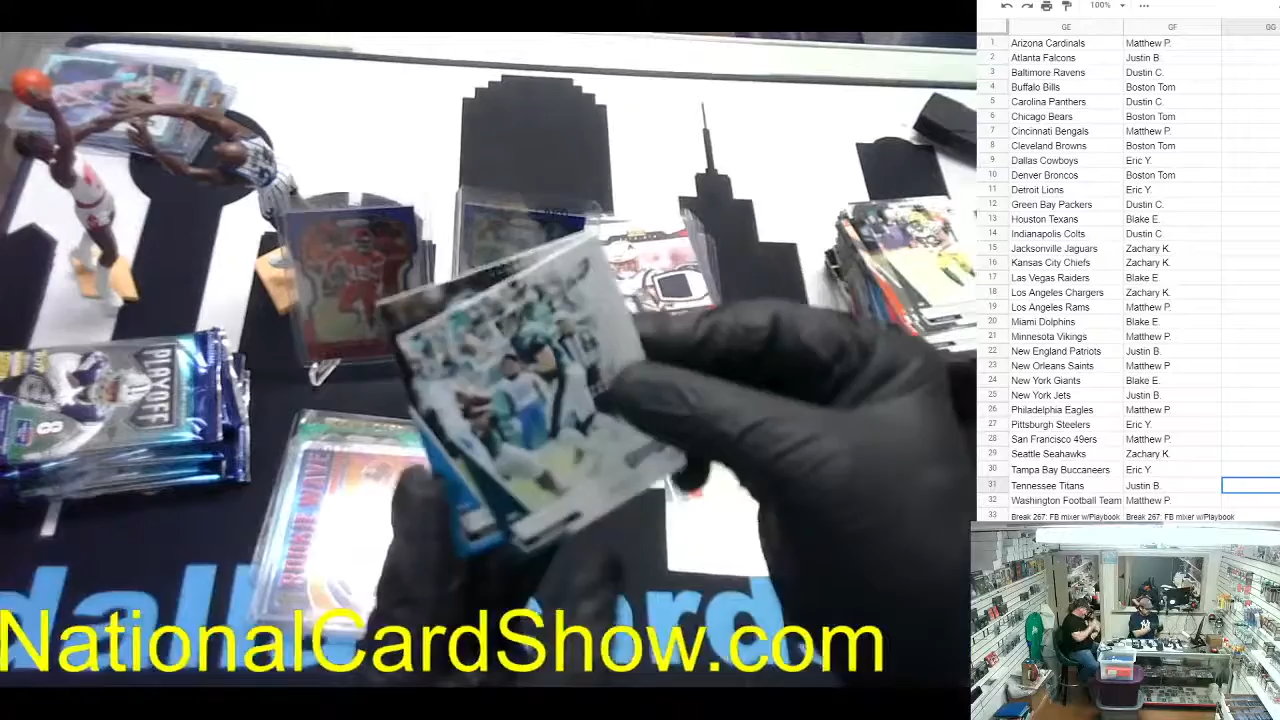 100%
GE GF GG
1 Arizona Cardinals Matthew P.
2 Atlanta Falcons Justin B.
3 Baltimore Ravens Dustin C.
4 Buffalo Bills Boston Tom
5 Carolina Panthers Dustin C.
6 Chicago Bears Boston Tom
7 Cincinnati Bengals Matthew P.
8 Cleveland Browns Boston Tom
9 Dallas Cowboys Eric Y.
10 Denver Broncos Boston Tom
11 Detroit Lions Eric Y.
12 Green Bay Packers Dustin C.
13 Houston Texans Blake E.
14 Indianapolis Colts Dustin C
15 Jacksonville Jaguars Zachary K.
16 Kansas City Chiefs Zachary K.
17 Las Vegas Raiders Blake E.
18 Los Angeles Chargers Zachary K.
19 Los Angeles Rams Matthew P.
20 Miami Dolphins Blake E.
21 Minnesota Vikings Matthew P.
22 New England Patriots Justin B.
23 New Orleans Saints Matthew P
24 New York Giants Blake E.
25 New York Jets Justin B.
26 Philadelphia Eagles Matthew P.
27 Pittsburgh Steelers Eric Y.
28 San Francisco 49ers Matthew P.
29 Seattle Seahawks Zachary K.
30 Tampa Bay Buccaneers Eric Y.
31 Tennessee Titans Justin B.
32 Washington Football Team Matthew P.
33 Break 267: FB mixer w/Playbook Break 267: FB mixer w/Playbook
PLAYOFF
8
NationalCardShow.com